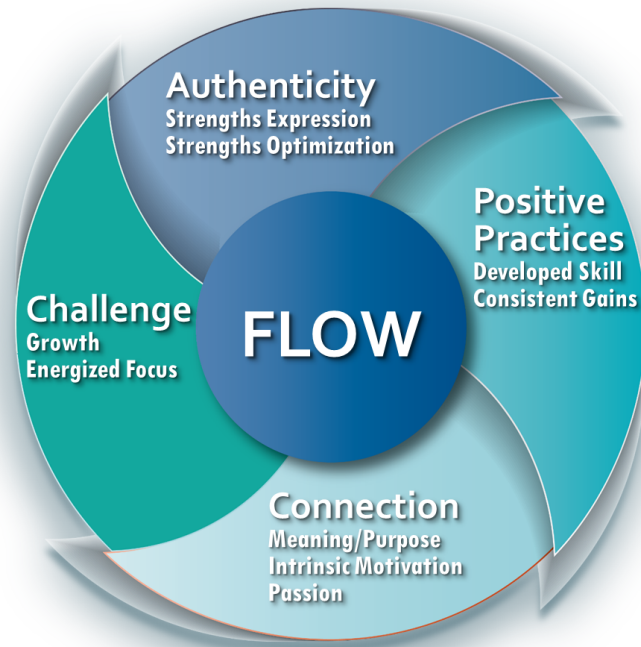 Authenticity
Strengths Expression
Strengths Optimization
Positive
Practices
Developed Skill
Consistent Gains
Challenge
Growth
Energized Focus
FLOW
Connection
Meaning/Purpose
Intrinsic Motivation
Passion